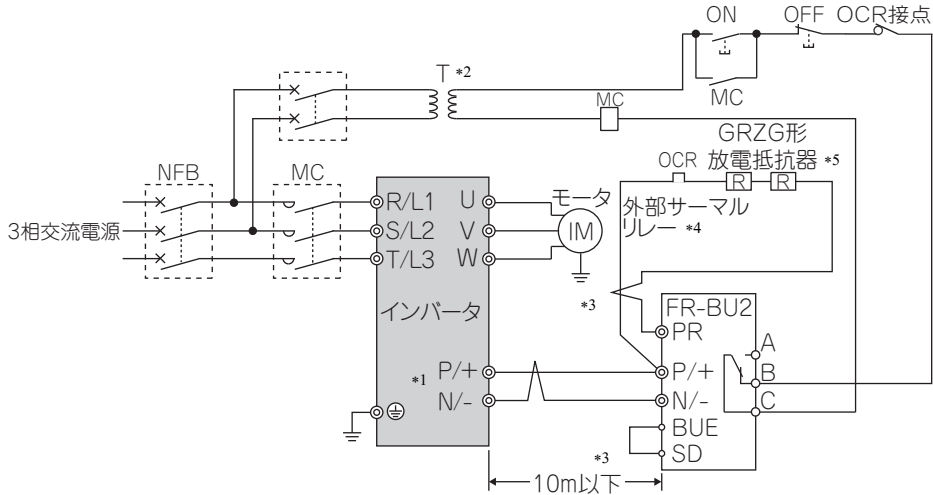 ON
OFF
OCR接点
T *2
MC
MC
GRZG形
OCR 放電抵抗器 *5
R
R
NFB
MC
外部サーマル
リレー *4
3相交流電源
R/L1
S/L2
T/L3
U
V
W
モータ
IM
インバータ
*3
FR-BU2
PR
A
B
C
*1
P/+
N/-
P/+
N/-
BUE
SD
*3
10m以下